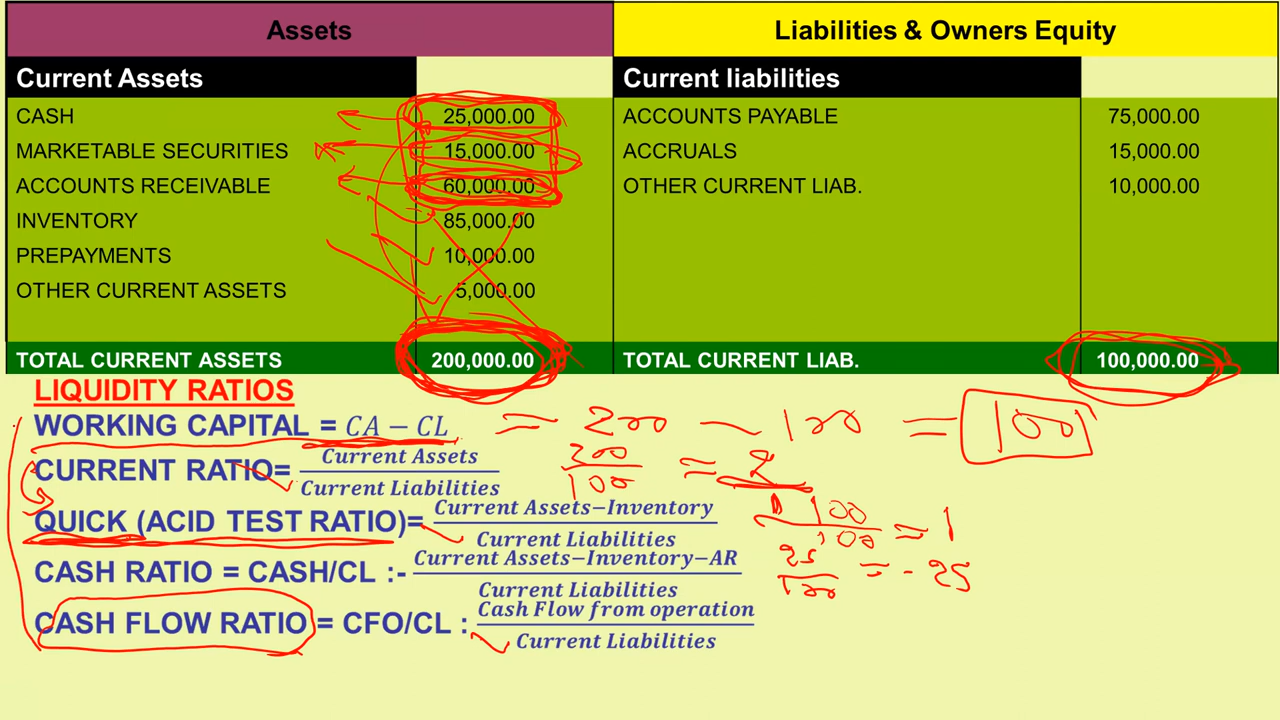 Assets Liabilities & Owners Equity
Current Assets Current liabilities
CASH 25,000.00 ACCOUNTS PAYABLE 75,000.00
MARKETABLE SECURITIES 15,000.00 ACCRUALS 15,000.00
ACCOUNTS RECEIVABLE 60,000.00 OTHER CURRENT LIAB. 10,000.00
INVENTORY 85,000.00
PREPAYMENTS 10,000.00
OTHER CURRENT ASSETS 5,000.00
TOTAL CURRENT ASSETS 200,000.00 TOTAL CURRENT LIAB. 100,000.00
LIQUIDITY RATIOS
WORKING CAPITAL = CA − CL = 200 − 100 = 100
CURRENT RATIO= Current Assets / Current Liabilities 200 / 100 = 2
QUICK (ACID TEST RATIO)= Current Assets−Inventory / Current Liabilities 100 / 100 = 1
CASH RATIO = CASH/CL :- Current Assets−Inventory−AR / Current Liabilities 25 / 100 = .25
CASH FLOW RATIO = CFO/CL : Cash Flow from operation / Current Liabilities